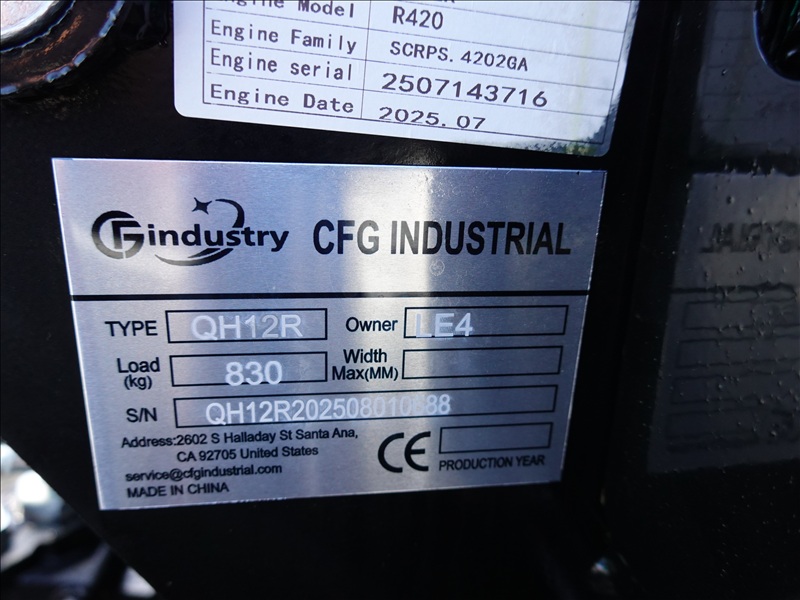 Engine Model R420
Engine Family SCRPS. 4202GA
Engine serial 2507143716
Engine Date 2025. 07
CFG industry CFG INDUSTRIAL
TYPE QH12R Owner LE4
Load (kg) 830 Width Max(MM)
S/N
Address:2602 S Halladay St Santa Ana,
CA 92705 United States
service@cfgindustrial.com
MADE IN CHINA
CE PRODUCTION YEAR